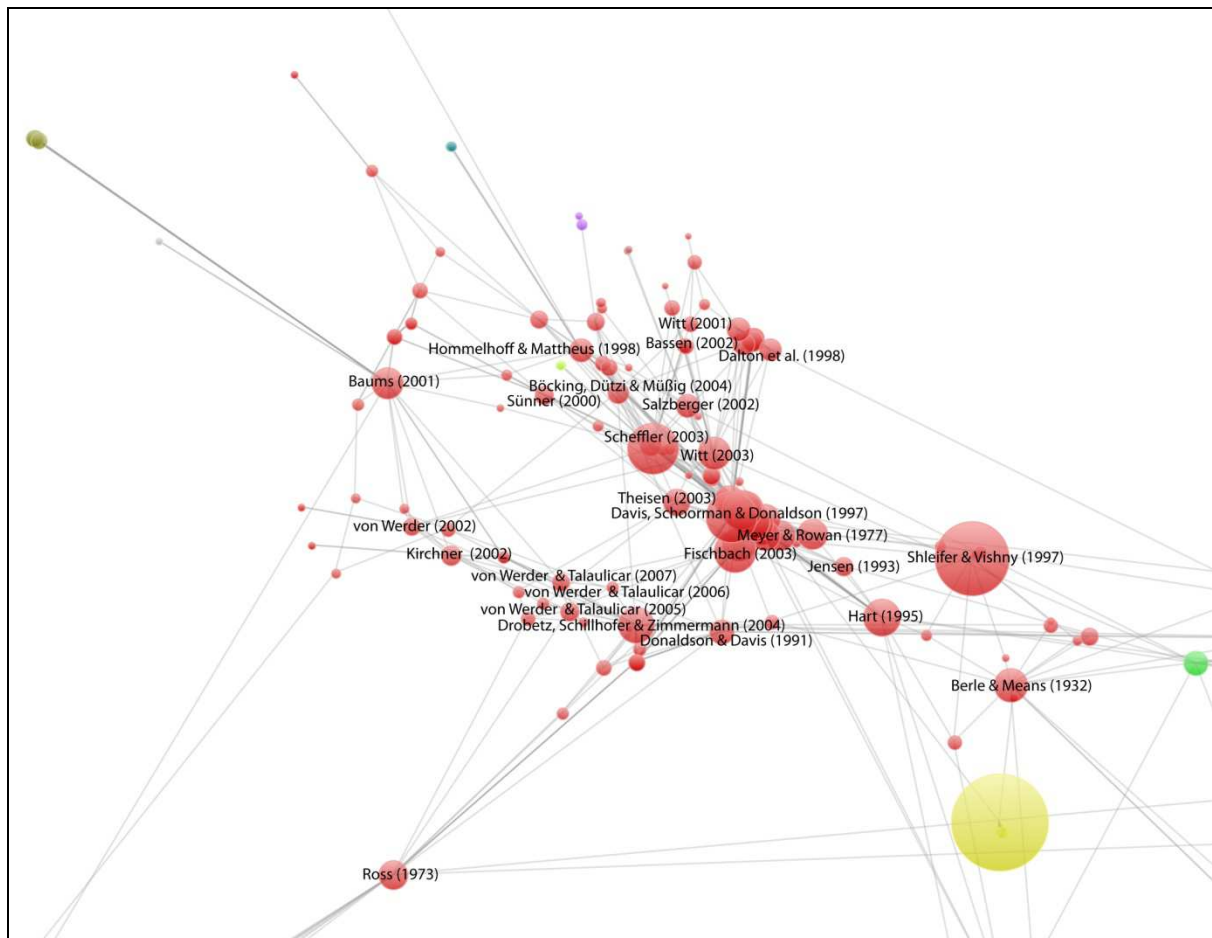 Witt (2001)
Bassen (2002)
Hommelhoff & Mattheus (1998)
Dalton et al. (1998)
Baums (2001)
Böcking, Dützi & Müßig (2004)
Sünner (2000)
Salzberger (2002)
Scheffler (2003)
Witt (2003)
Theisen (2003)
Davis, Schoorman & Donaldson (1997)
von Werder (2002)
Meyer & Rowan (1977)
Kirchner (2002)
Fischbach (2003)
Shleifer & Vishny (1997)
Jensen (1993)
von Werder & Talaulicar (2007)
von Werder & Talaulicar (2006)
von Werder & Talaulicar (2005)
Hart (1995)
Drobetz, Schillhofer & Zimmermann (2004)
Donaldson & Davis (1991)
Berle & Means (1932)
Ross (1973)